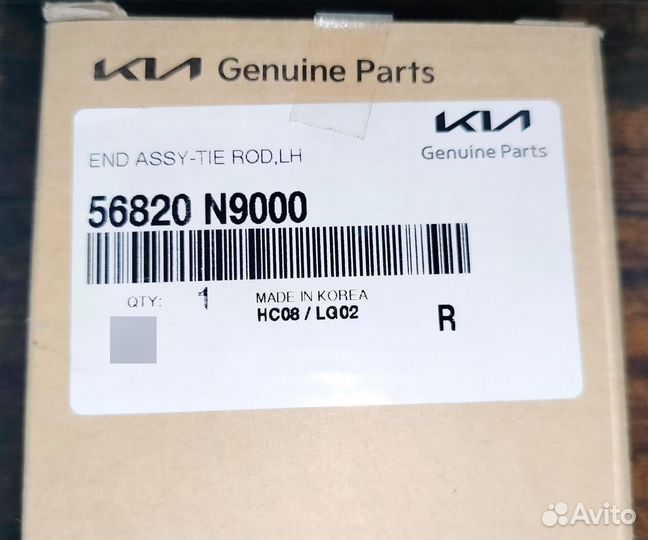 KIA Genuine Parts
KIA
Genuine Parts
END ASSY-TIE ROD,LH
56820 N9000
QTY: 1
MADE IN KOREA
HC08 / LG02
R
Avito